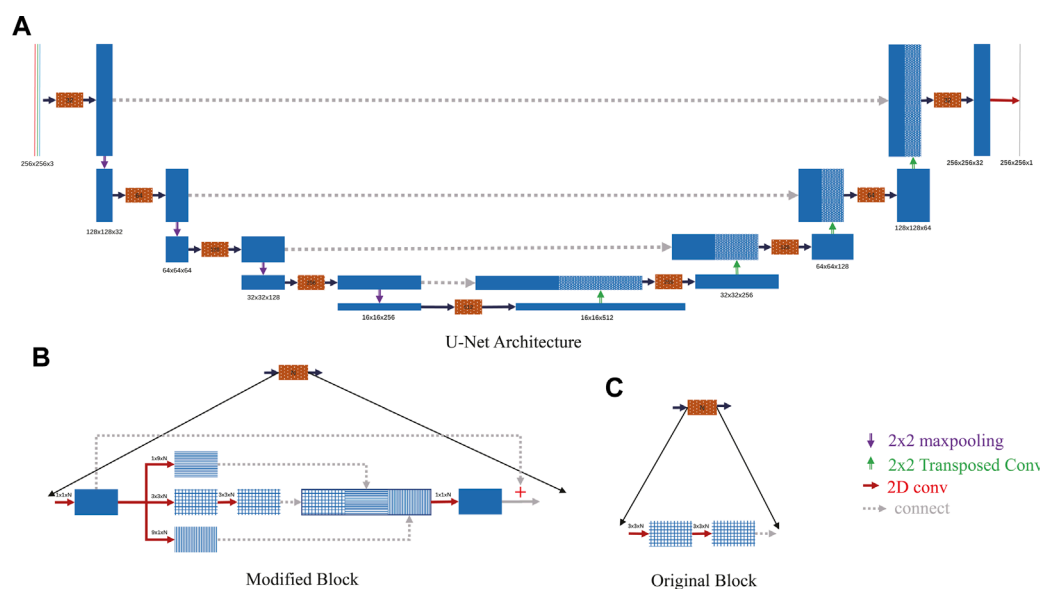 A
256x256x3
256x256x32
256x256x1
128x128x32
128x128x64
64x64x64
64x64x128
32x32x128
32x32x256
16x16x256
16x16x512
U-Net Architecture
B
1x1xN
1x9xN
3x3xN
3x3xN
9x1xN
1x1xN
+
Modified Block
C
3x3xN
3x3xN
Original Block
2x2 maxpooling
2x2 Transposed Conv
2D conv
connect